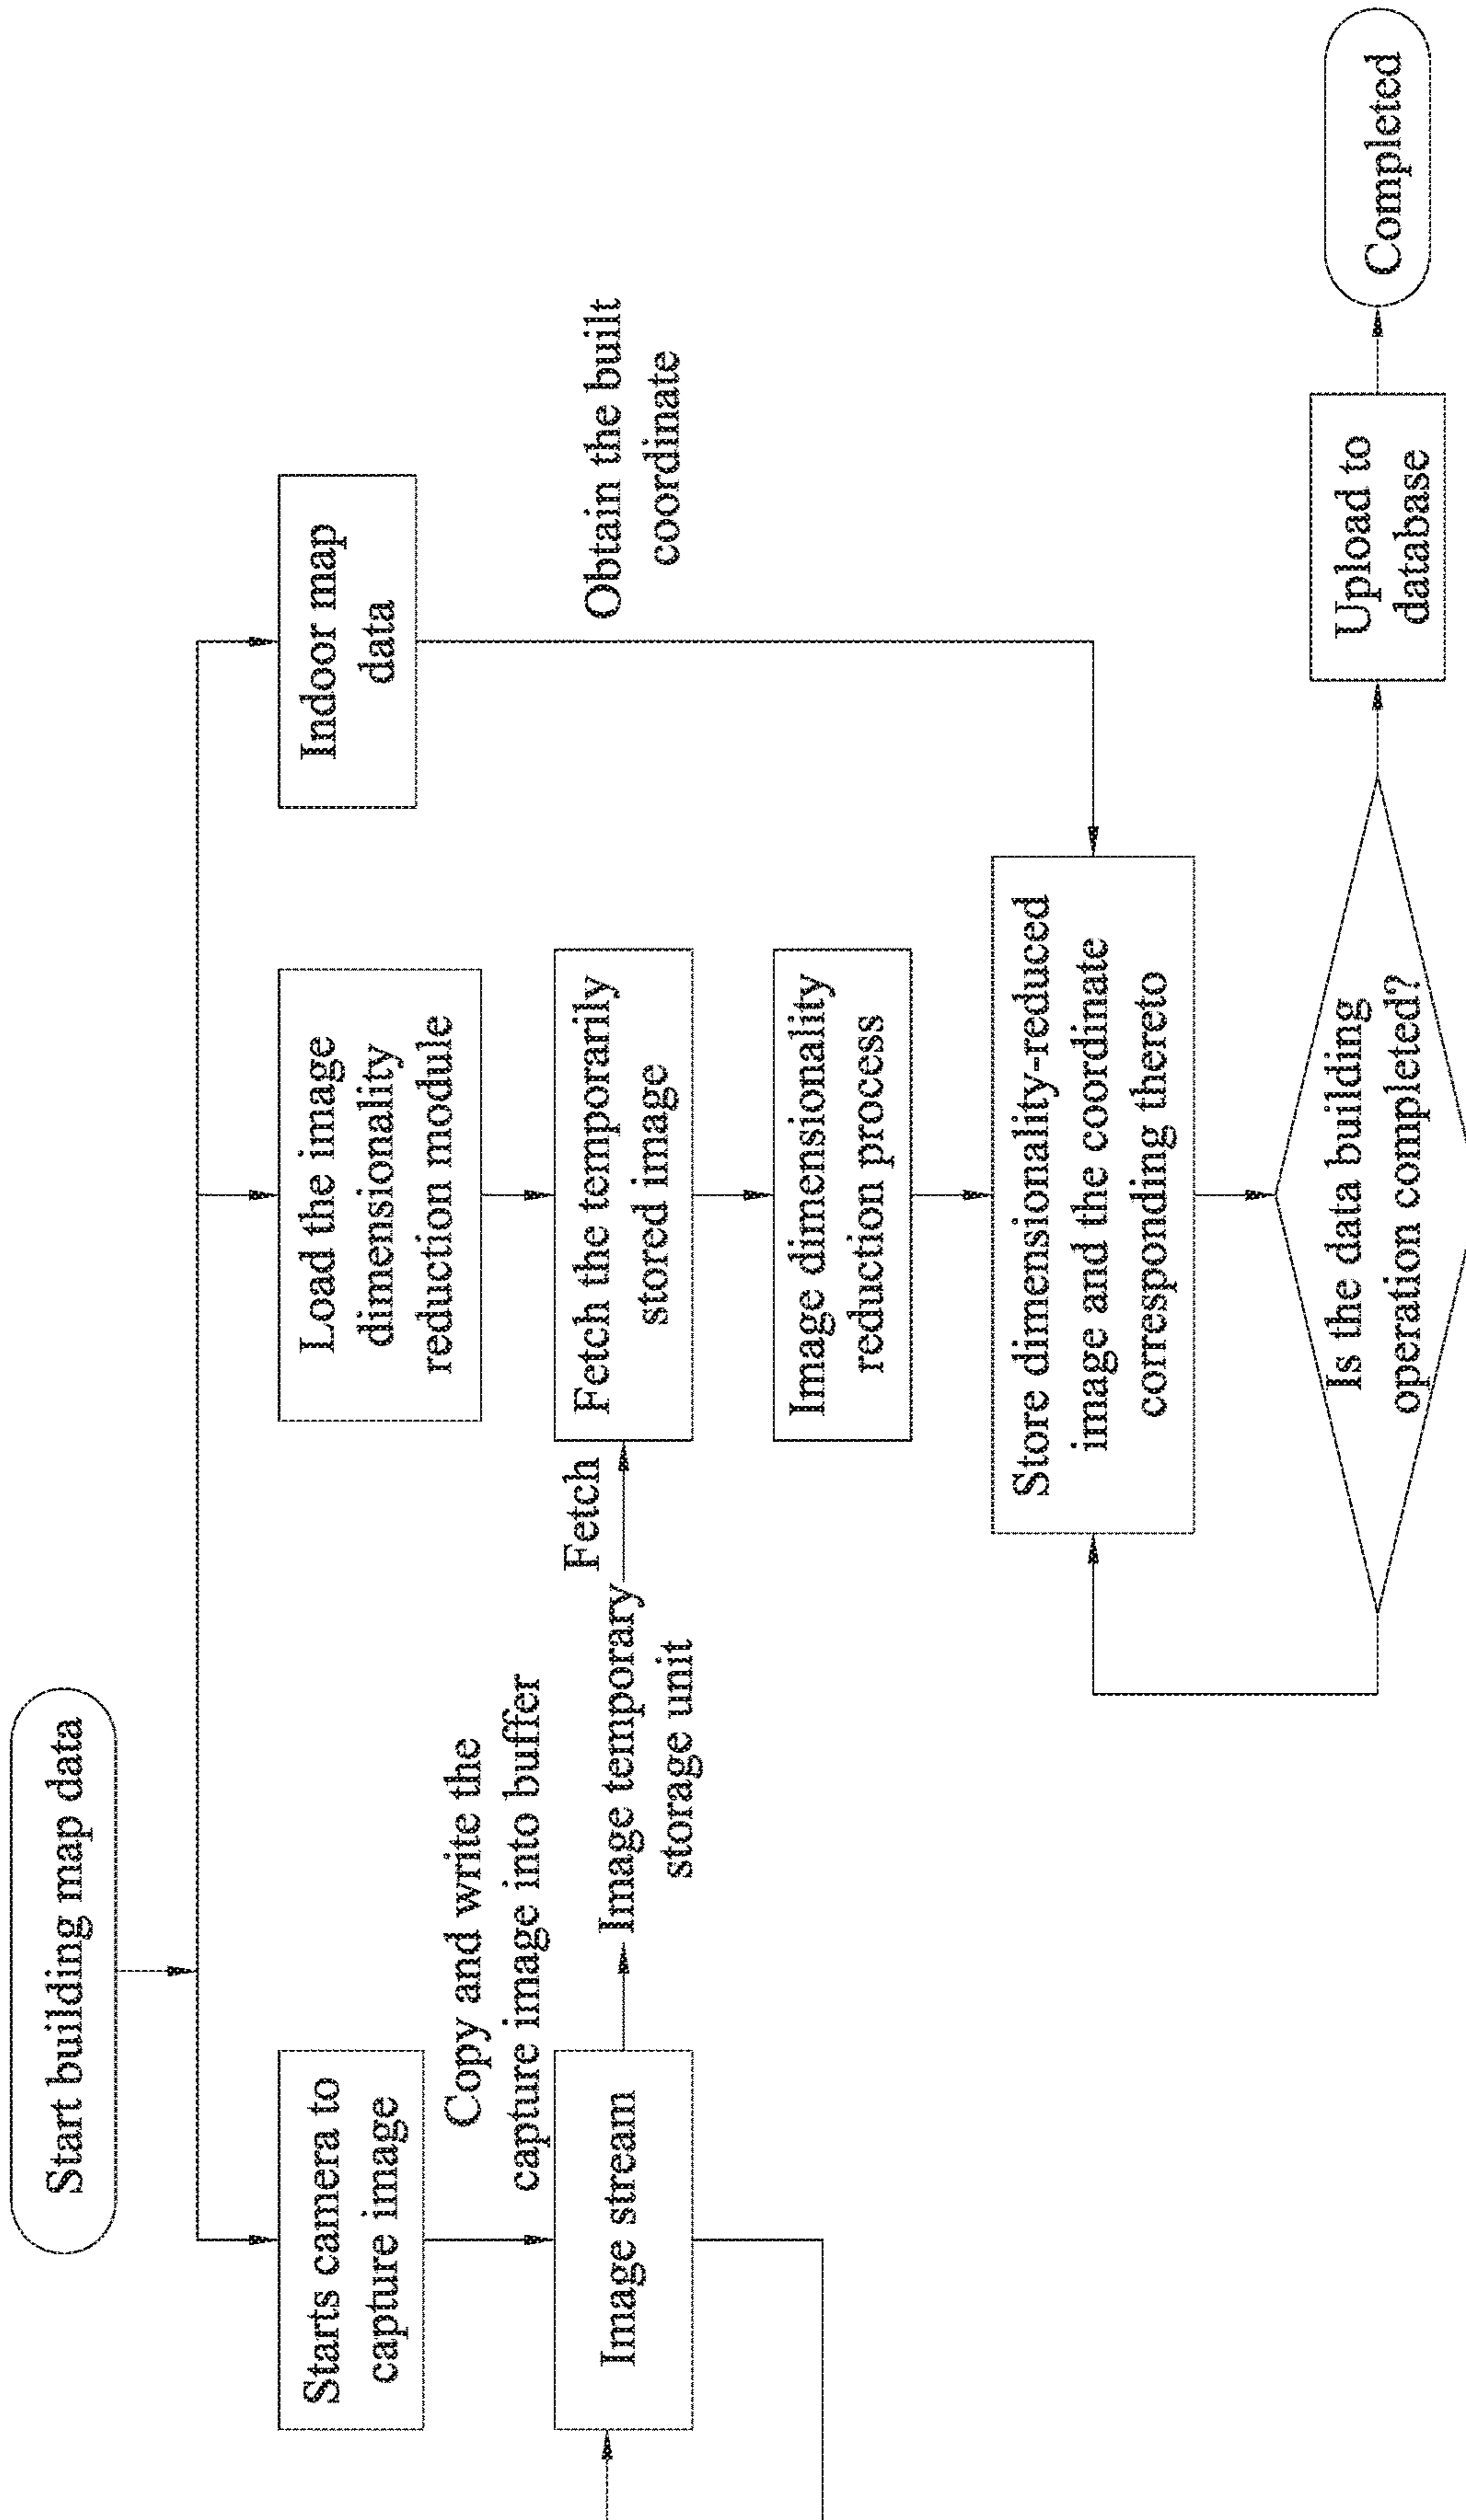 Start building map data
Starts camera to
capture image
Load the image
dimensionality
reduction module
Indoor map
data
Copy and write the
capture image into buffer
Image stream
Image temporary
storage unit
Fetch
Fetch the temporarily
stored image
Obtain the built
coordinate
Image dimensionality
reduction process
Store dimensionality-reduced
image and the coordinate
corresponding thereto
Is the data building
operation completed?
Upload to
database
Completed